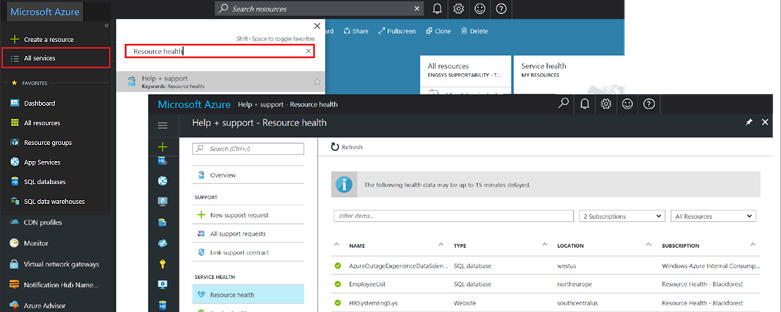 Microsoft Azure
Search resources
Create a resource
All services
FAVORITES
Dashboard
All resources
Resource groups
App Services
SQL databases
SQL data warehouses
CDN profiles
Monitor
Virtual network gateways
Notification Hub Name...
Azure Advisor
Shift+Space to toggle favorites
Resource health
Help + support
Keywords: Resource health
Share
Fullscreen
Clone
Delete
All resources
ENGSYS SUPPORTABILITY - T...
Service health
MY RESOURCES
Microsoft Azure Help + support - Resource health
Help + support - Resource health
Search (Ctrl+/)
Overview
SUPPORT
New support request
All support requests
Link support contract
SERVICE HEALTH
Resource health
Refresh
The following health data may be up to 15 minutes delayed.
Filter items...
2 Subscriptions
All Resources
NAME TYPE LOCATION SUBSCRIPTION
AzureOutageExperienceDataScien... SQL database westus Windows Azure Internal Consump...
EmployeeList SQL database northeurope Resource Health - Blackforest
HRSystemEngSys Website southcentralus Resource Health - Blackforest